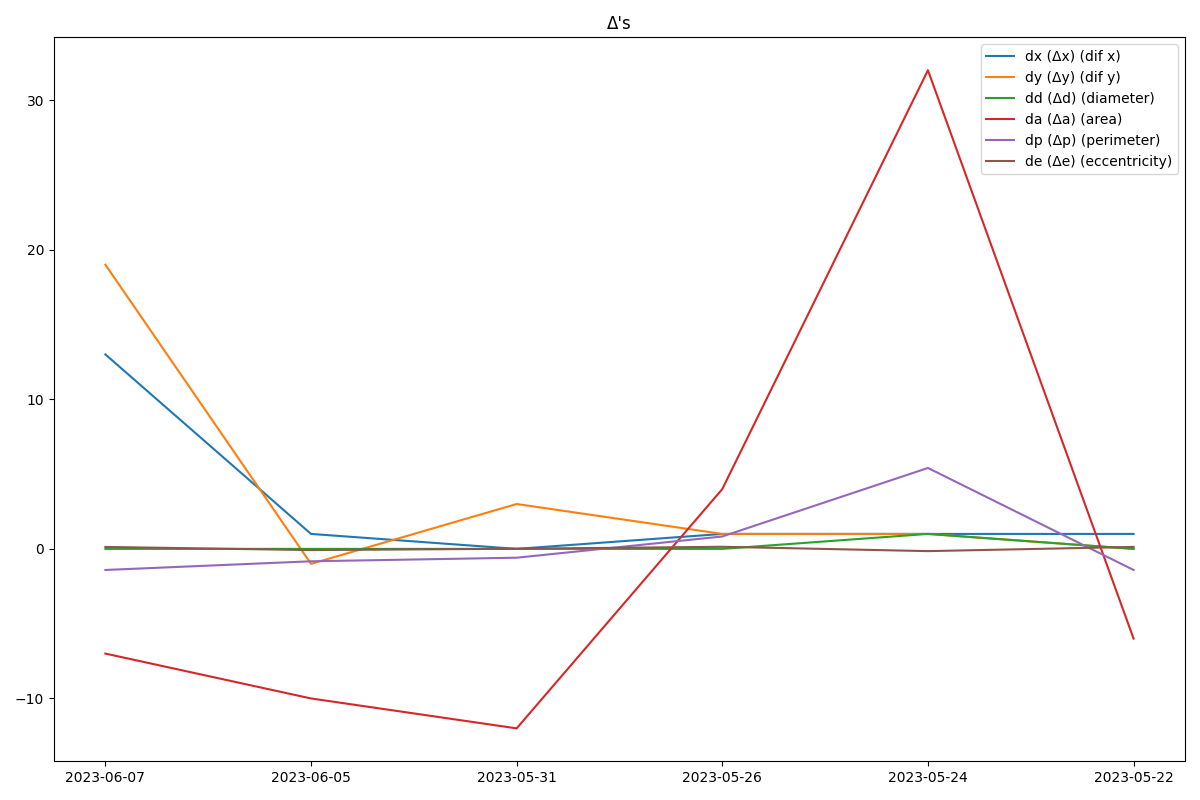 Δ's
dx (Δx) (dif x)
dy (Δy) (dif y)
dd (Δd) (diameter)
da (Δa) (area)
dp (Δp) (perimeter)
de (Δe) (eccentricity)
30
20
10
0
−10
2023-06-07 2023-06-05 2023-05-31 2023-05-26 2023-05-24 2023-05-22